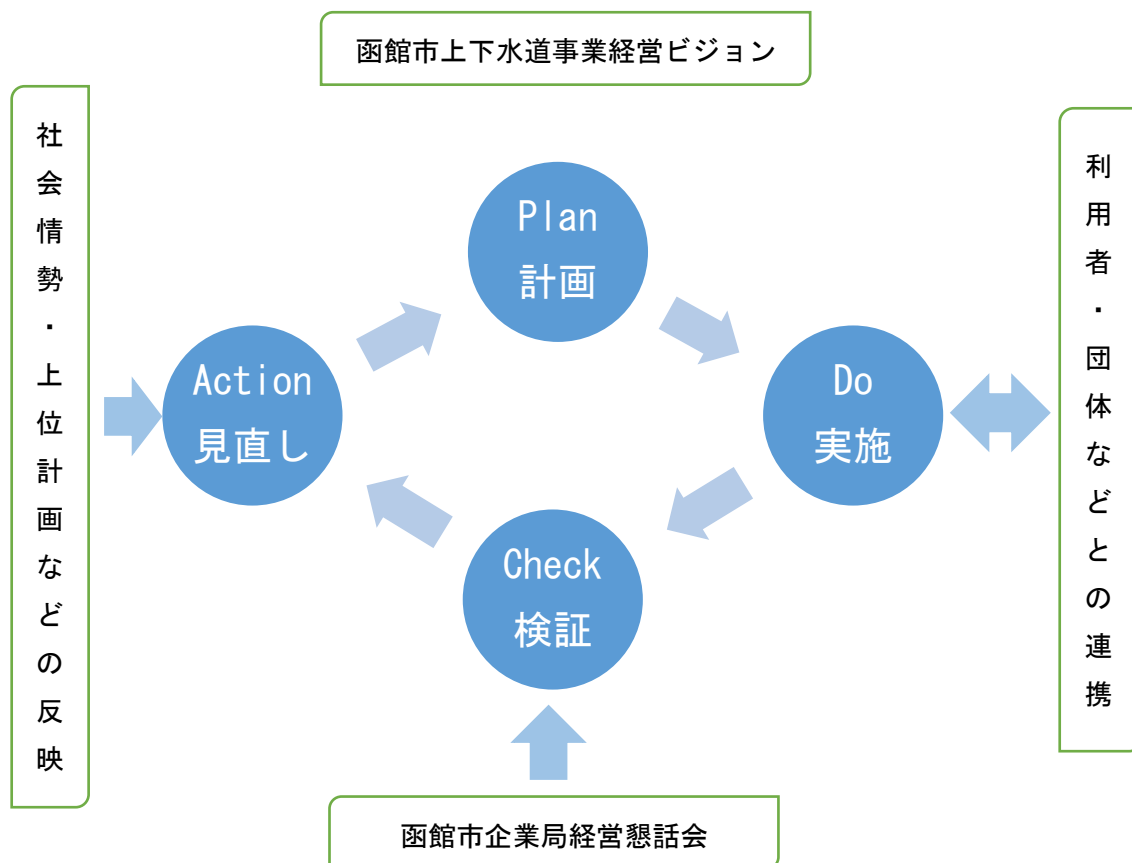 函館市上下水道事業経営ビジョン
社会情勢・上位計画などの反映
Plan
計画
Action
見直し
Do
実施
Check
検証
利用者・団体などとの連携
函館市企業局経営懇話会